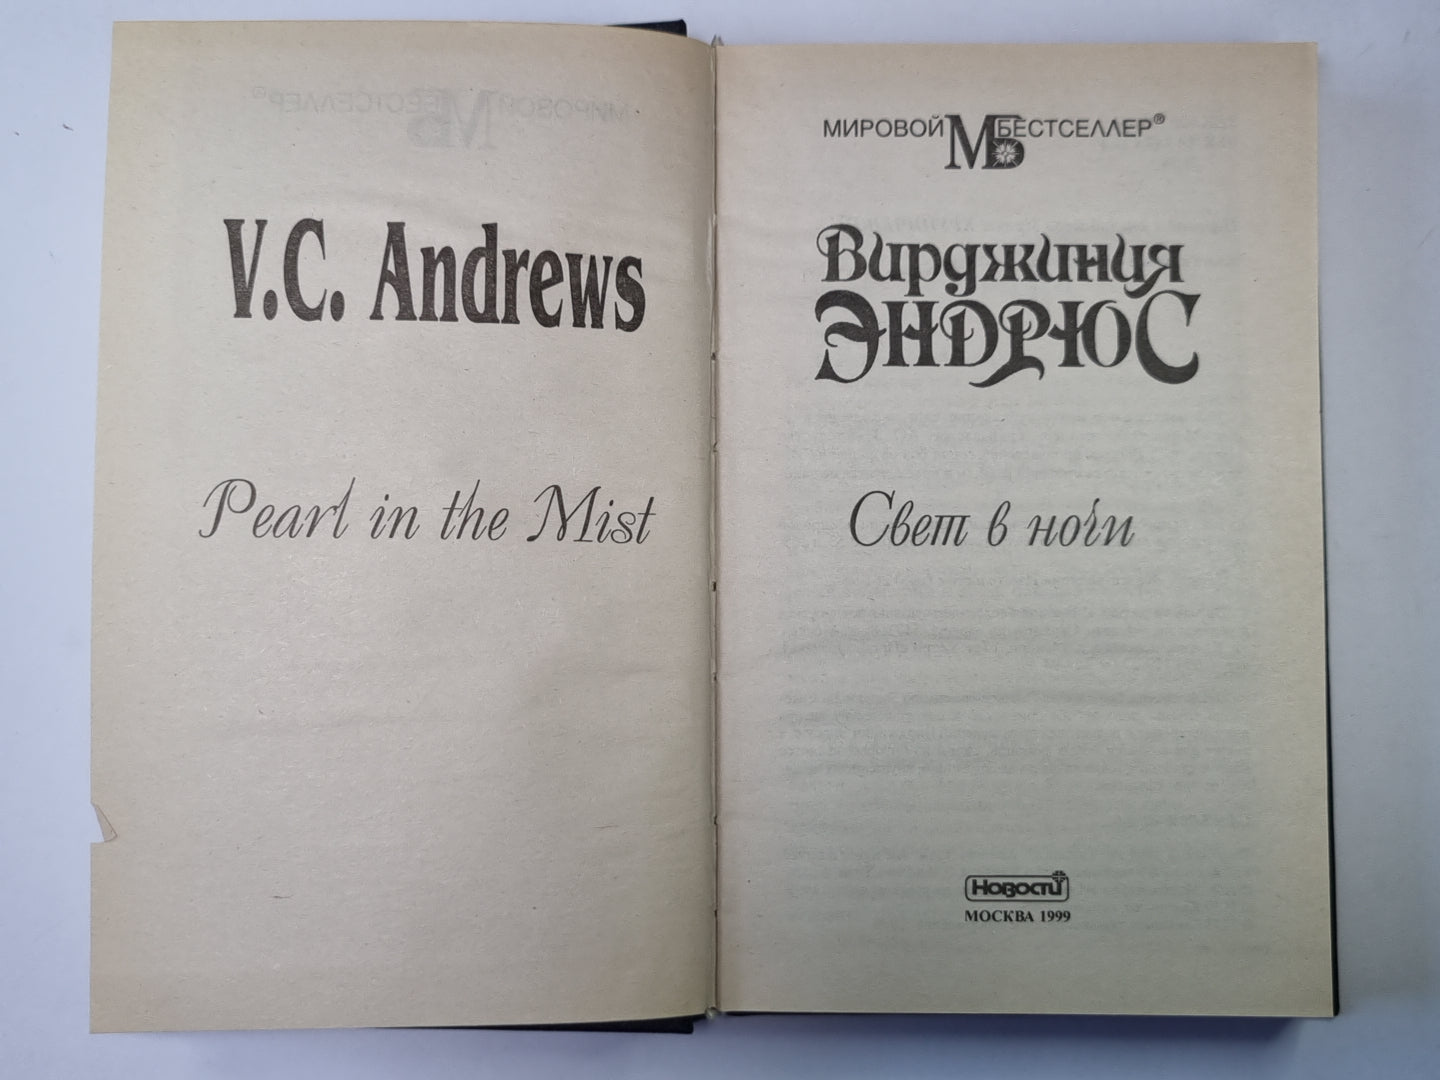 V.C. Andrews
Pearl in the Mist
МИРОВОЙ МБ БЕСТСЕЛЛЕР®
Вирджиния
ЭНДРЮС
Свет в ночи
Новости
МОСКВА 1999